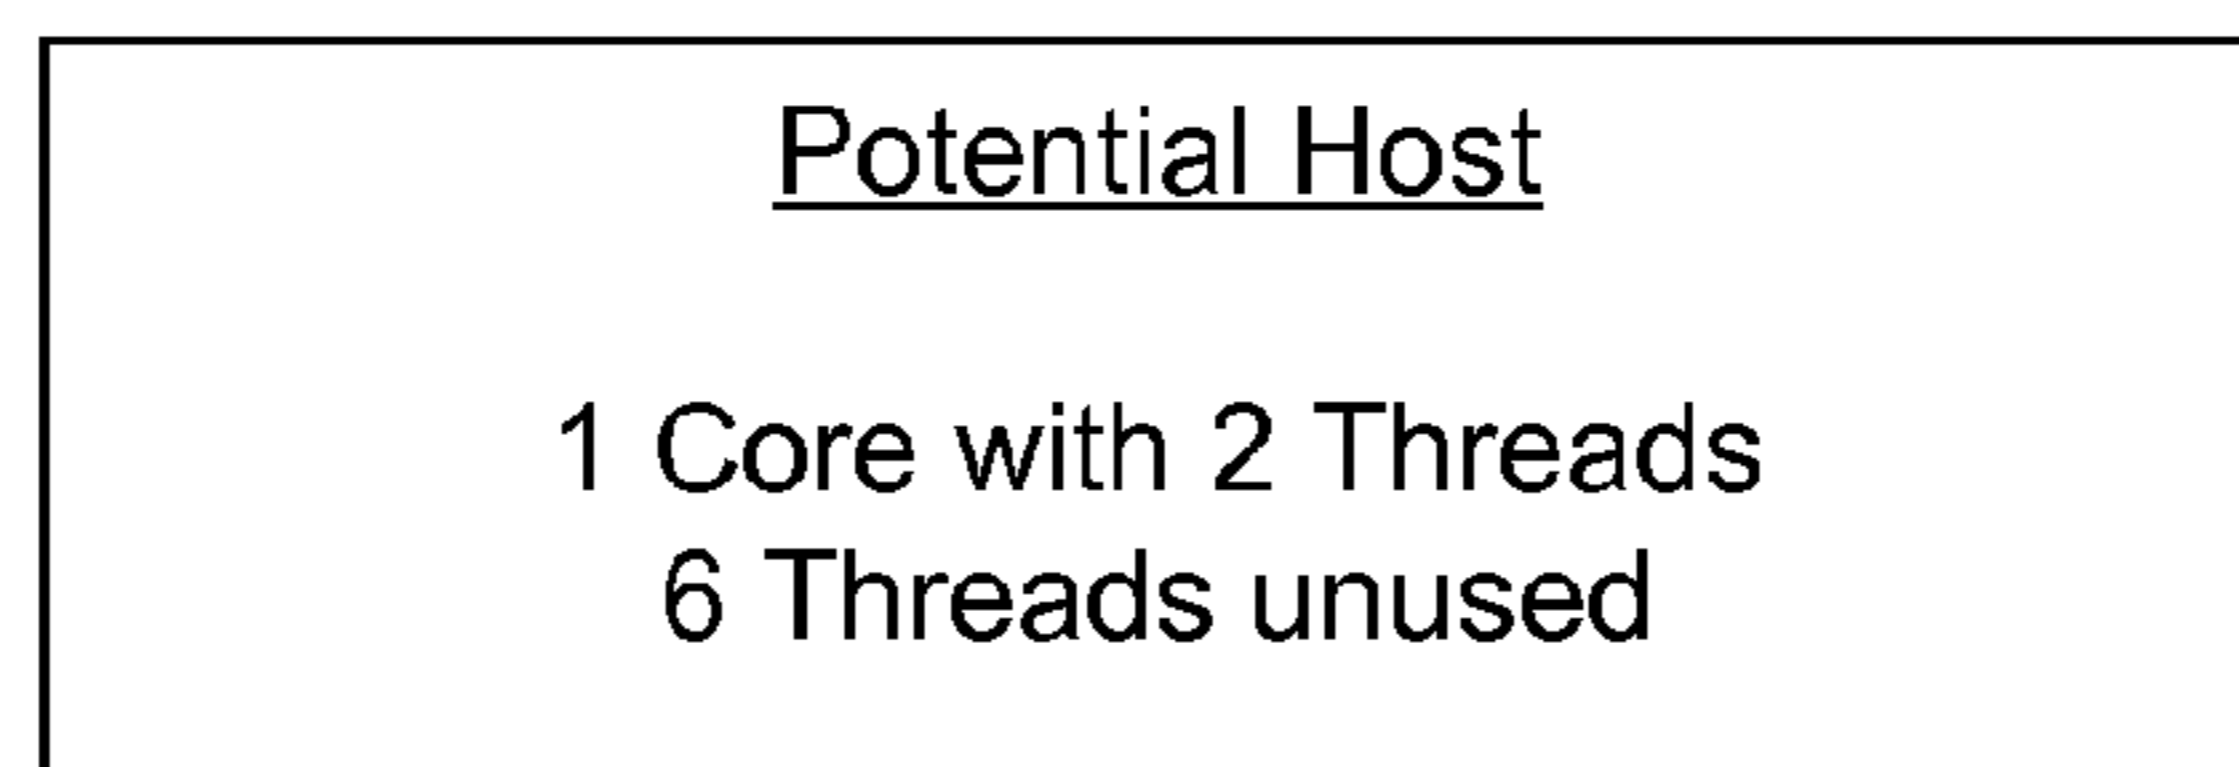 Potential Host
1 Core with 2 Threads
6 Threads unused